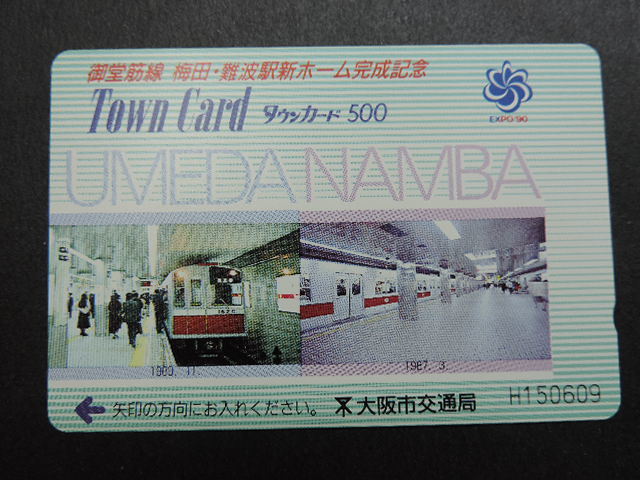 御堂筋線 梅田・難波駅新ホーム完成記念
Town Card タウンカード 500
EXPO'90
UMEDA NAMBA
1989. 11.
1987. 3.
矢印の方向にお入れください。 大阪市交通局
H150609